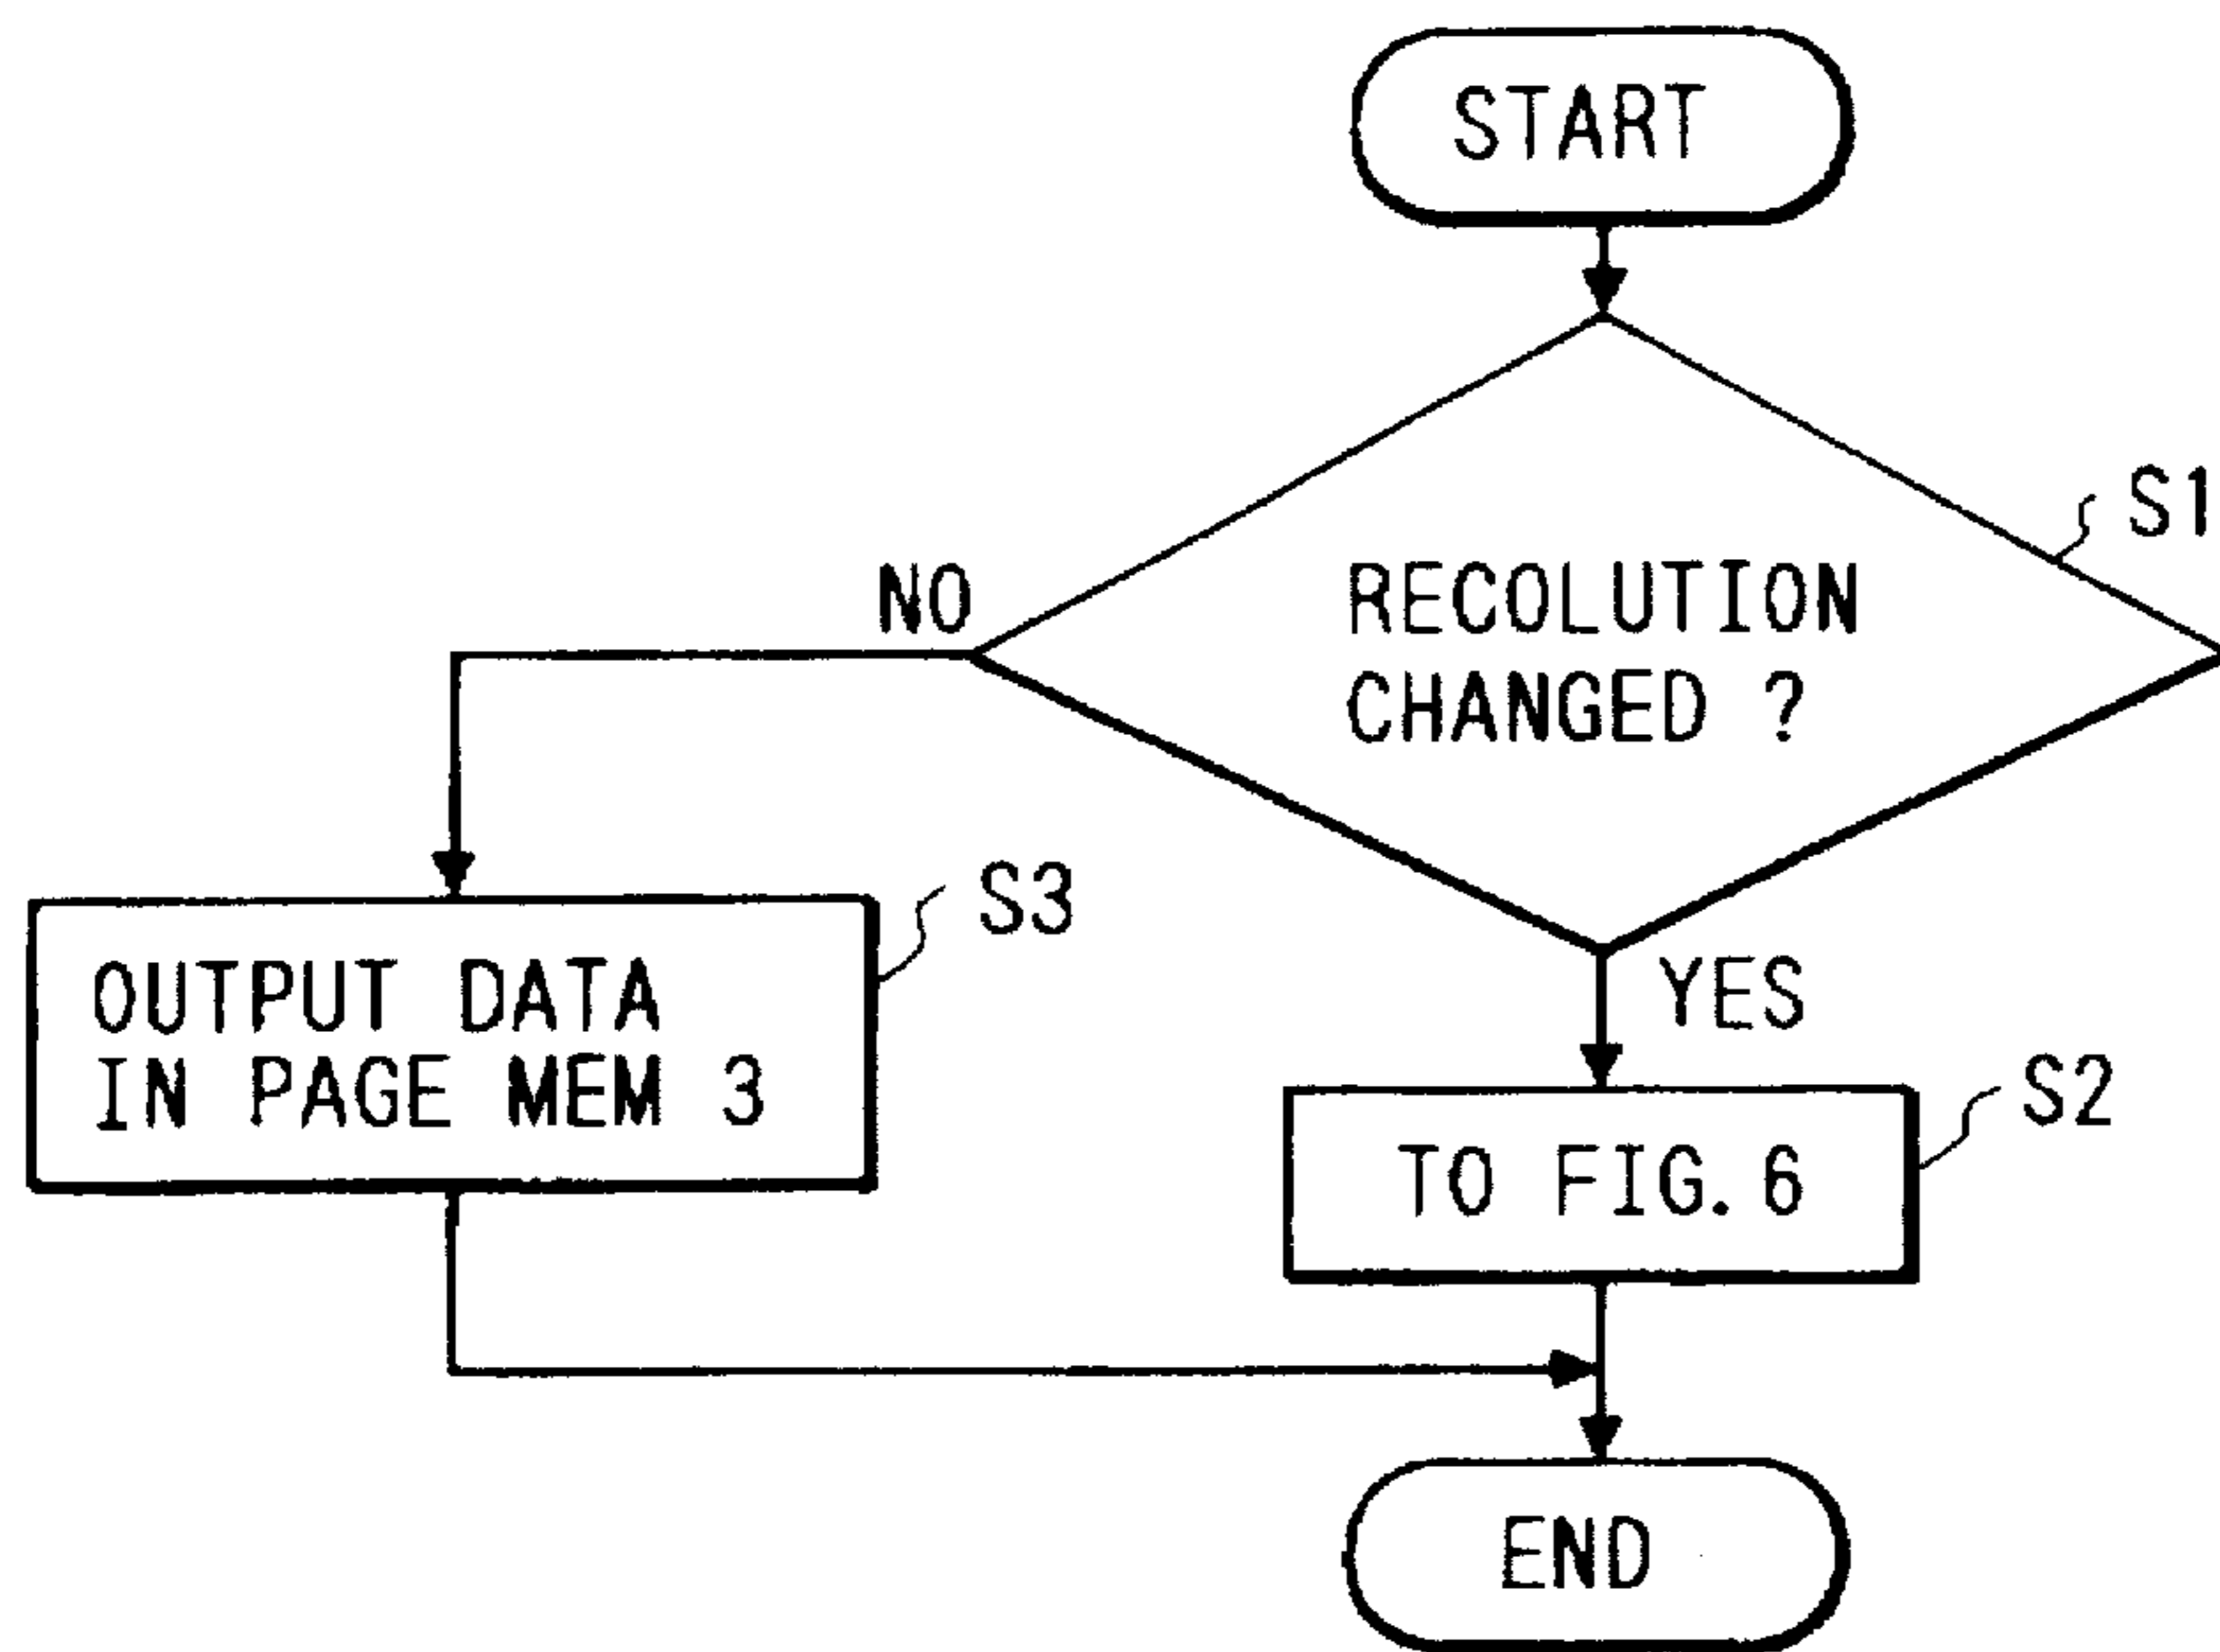 START
S1
RECOLUTION
CHANGED ?
NO
YES
S3
OUTPUT DATA
IN PAGE MEM 3
S2
TO FIG. 6
END